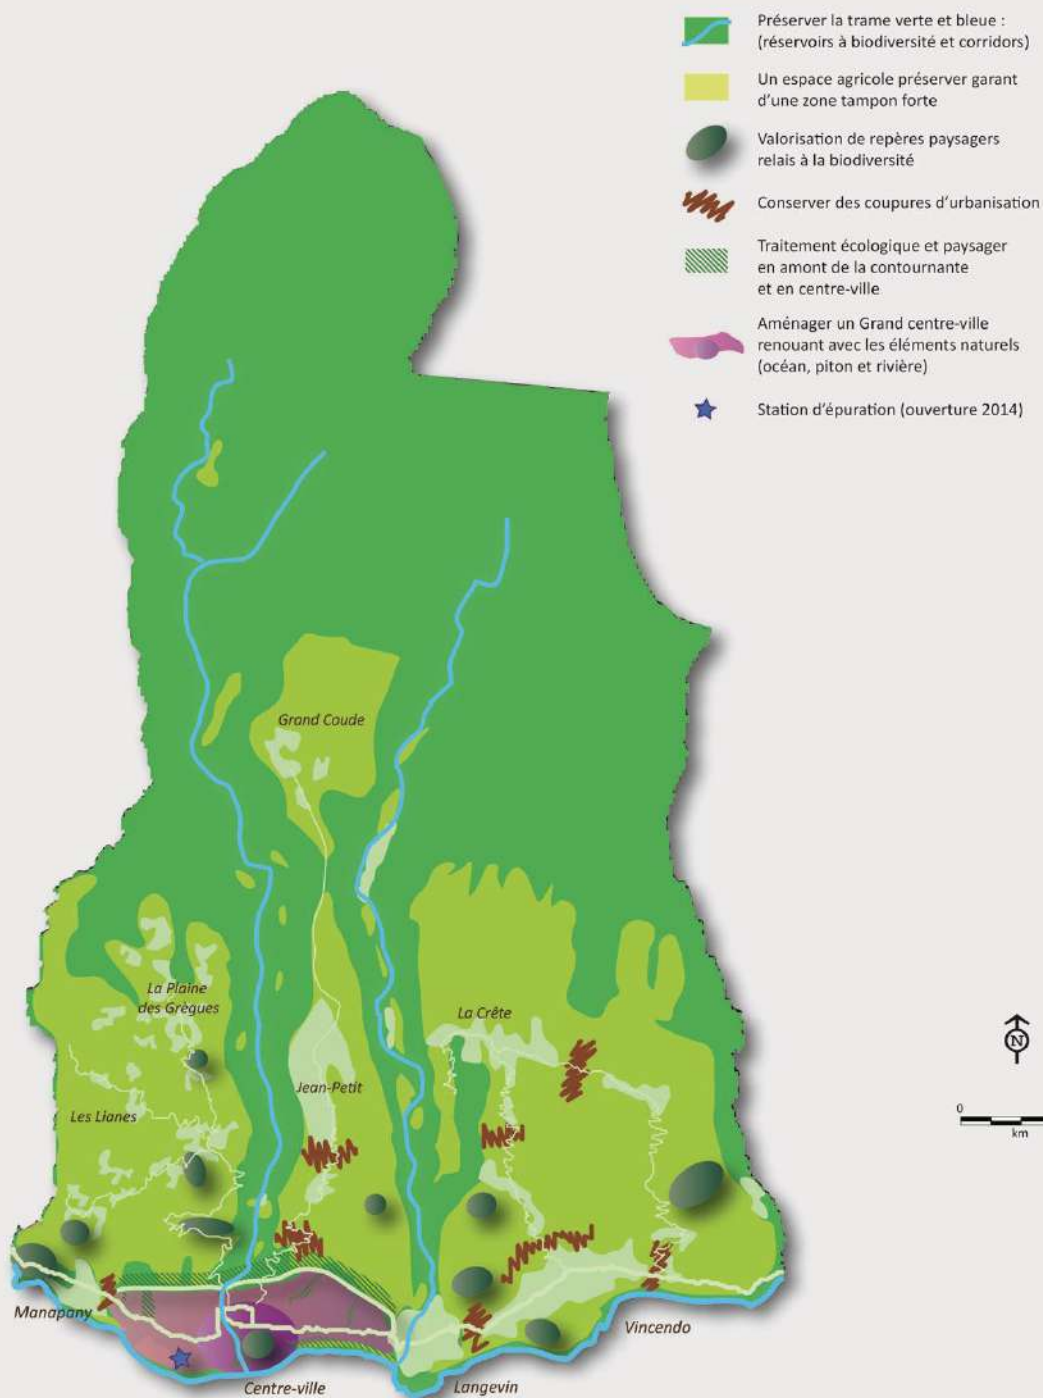 Préserver la trame verte et bleue :
(réservoirs à biodiversité et corridors)
Un espace agricole préserver garant
d'une zone tampon forte
Valorisation de repères paysagers
relais à la biodiversité
Conserver des coupures d'urbanisation
Traitement écologique et paysager
en amont de la contournante
et en centre-ville
Aménager un Grand centre-ville
renouant avec les éléments naturels
(océan, piton et rivière)
Station d'épuration (ouverture 2014)
Grand Coude
La Plaine
des Grègues
La Crête
N
Jean-Petit
Les Lianes
0
km
Manapany
Vincendo
Centre-ville
Langevin